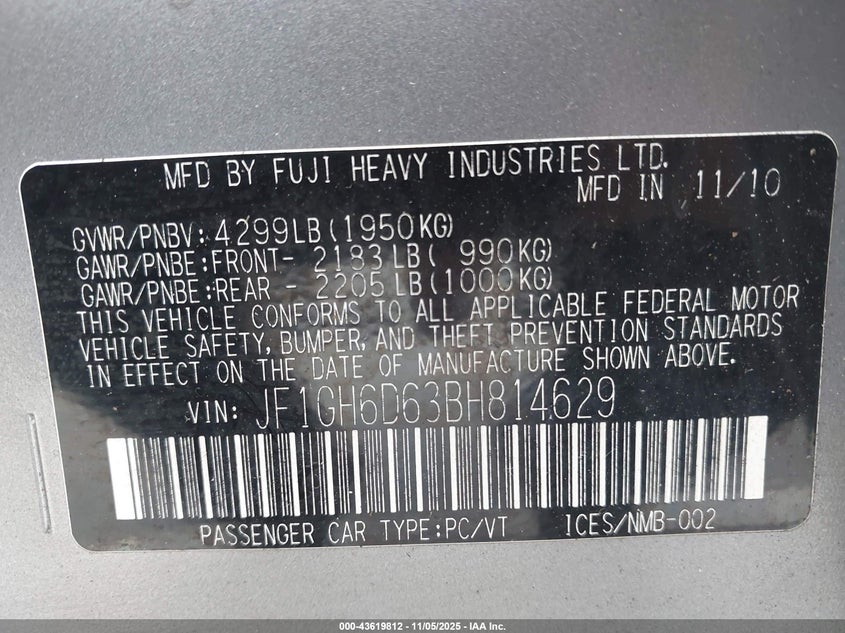 MFD BY FUJI HEAVY INDUSTRIES LTD.
MFD IN 11/10
GVWR/PNBV: 4299LB(1950KG)
GAWR/PNBE:FRONT- 2183LB( 990KG)
GAWR/PNBE:REAR - 2205LB(1000KG)
THIS VEHICLE CONFORMS TO ALL APPLICABLE FEDERAL MOTOR
VEHICLE SAFETY, BUMPER, AND THEFT PREVENTION STANDARDS
IN EFFECT ON THE DATE OF MANUFACTURE SHOWN ABOVE.
VIN: JF1GH6D63BH814629
PASSENGER CAR TYPE:PC/VT ICES/NMB-002
000-43619812 - 11/05/2025 - IAA Inc.